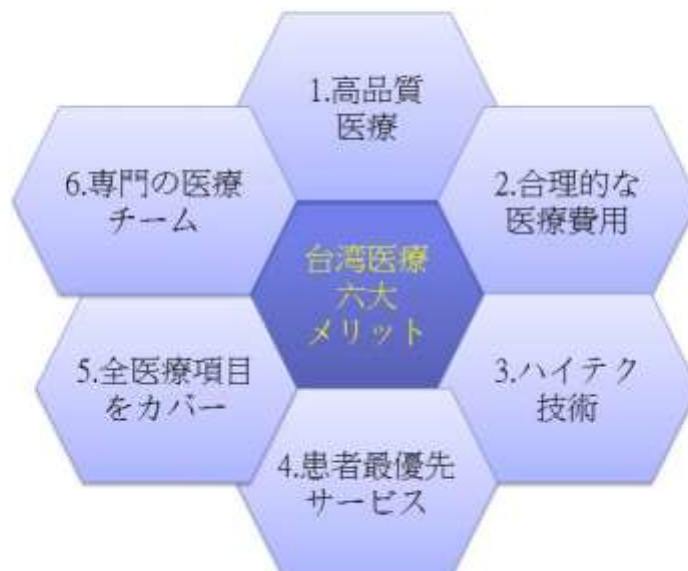 1.高品質
医療
2.合理的な
医療費用
3.ハイテク
技術
4.患者最優先
サービス
5.全医療項目
をカバー
6.専門の医療
チーム
台湾医療
六大
メリット